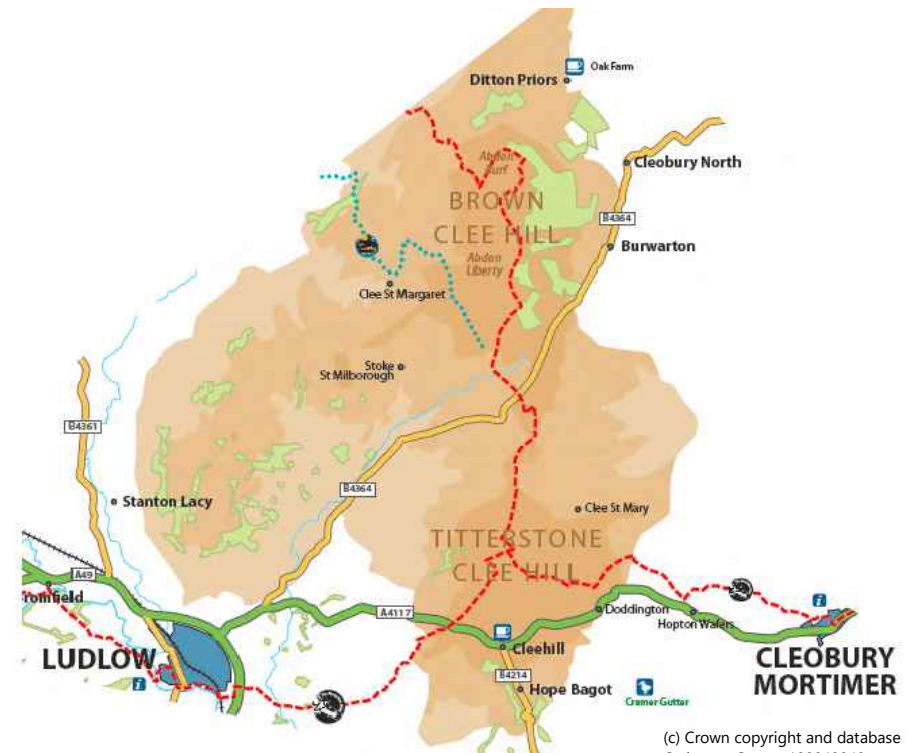 Oak Farm
Ditton Priors
Cleobury North
Abdon
Burf
BROWN
CLEE HILL
B4364
Burwarton
Abdon
Liberty
Clee St Margaret
Stoke
St Milborough
B4361
B4364
Stanton Lacy
Clee St Mary
TITTERSTONE
CLEE HILL
A49
romfield
A4117
Doddington
Hopton Wafers
Cleehill
LUDLOW
CLEOBURY
MORTIMER
B4214
Hope Bagot
Cramer Gutter
(c) Crown copyright and database